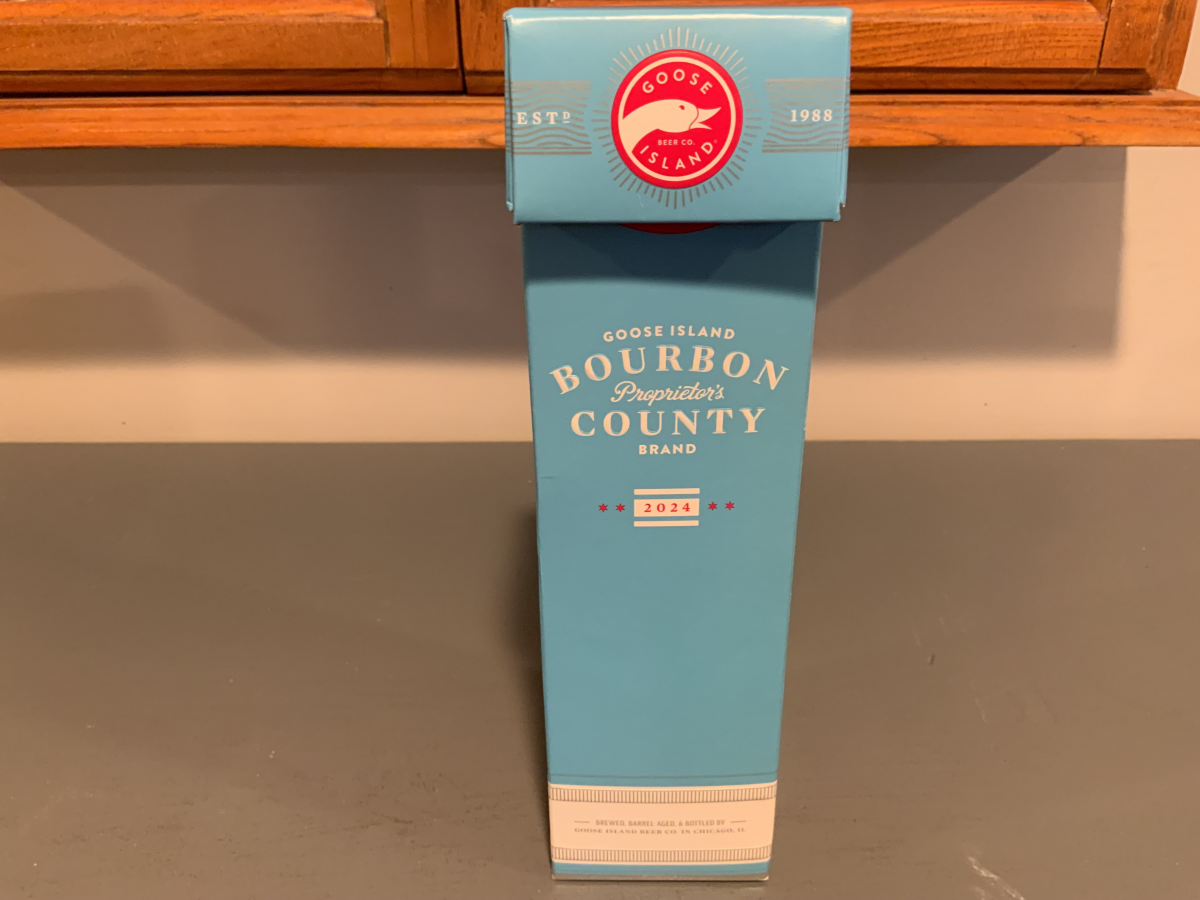 GOOSE
ESTD
1988
BEER CO.
ISLAND
GOOSE ISLAND
BOURBON
Proprietor's
COUNTY
BRAND
2024
BREWED, BARREL-AGED, & BOTTLED BY
GOOSE ISLAND BEER CO. IN CHICAGO, IL